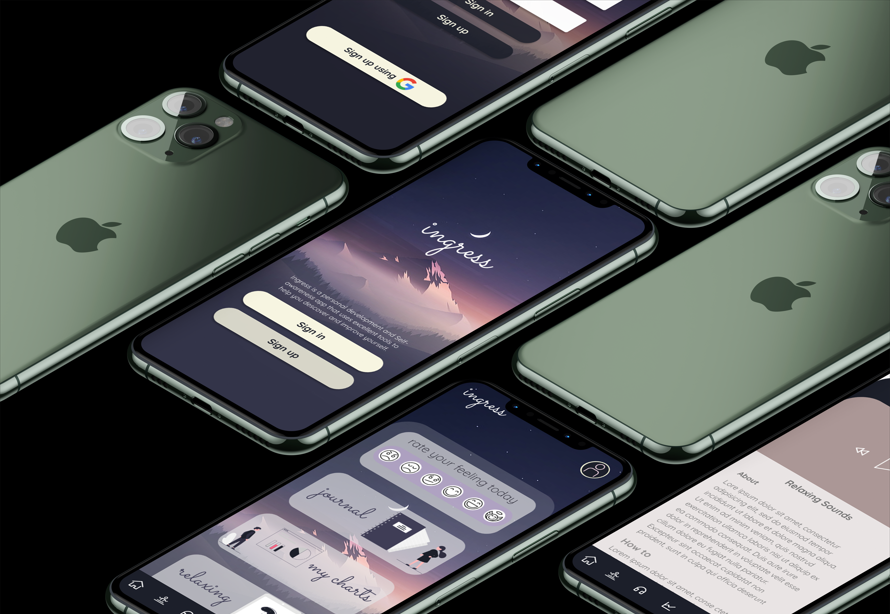 Sign in
Sign up
Sign up using
ingress
Ingress is a personal development and Self-
awareness app that uses excellent tools to
help you discover and improve yourself.
Sign in
Sign up
ingress
rate your feeling today
journal
my charts
relaxing
Relaxing Sounds
About
Lorem ipsum dolor sit amet, consectetur
adipiscing elit, sed do eiusmod tempor
incididunt ut labore et dolore magna aliqua.
Ut enim ad minim veniam, quis nostrud
exercitation ullamco laboris nisi ut aliquip ex
ea commodo consequat. Duis aute irure
dolor in reprehenderit in voluptate velit esse
cillum dolore eu fugiat nulla pariatur.
Excepteur sint occaecat cupidatat non
proident, sunt in culpa qui officia deserunt
How to
Lorem ipsum dolor sit amet, consec